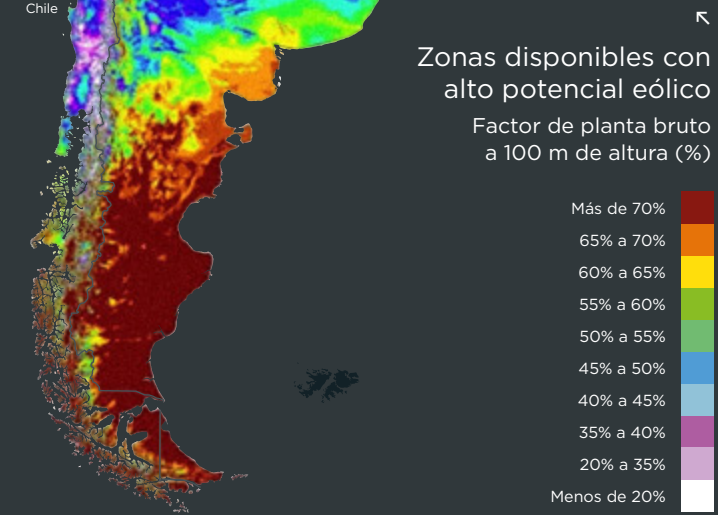 Chile
Zonas disponibles con
alto potencial eólico
Factor de planta bruto
a 100 m de altura (%)
Más de 70%
65% a 70%
60% a 65%
55% a 60%
50% a 55%
45% a 50%
40% a 45%
35% a 40%
20% a 35%
Menos de 20%